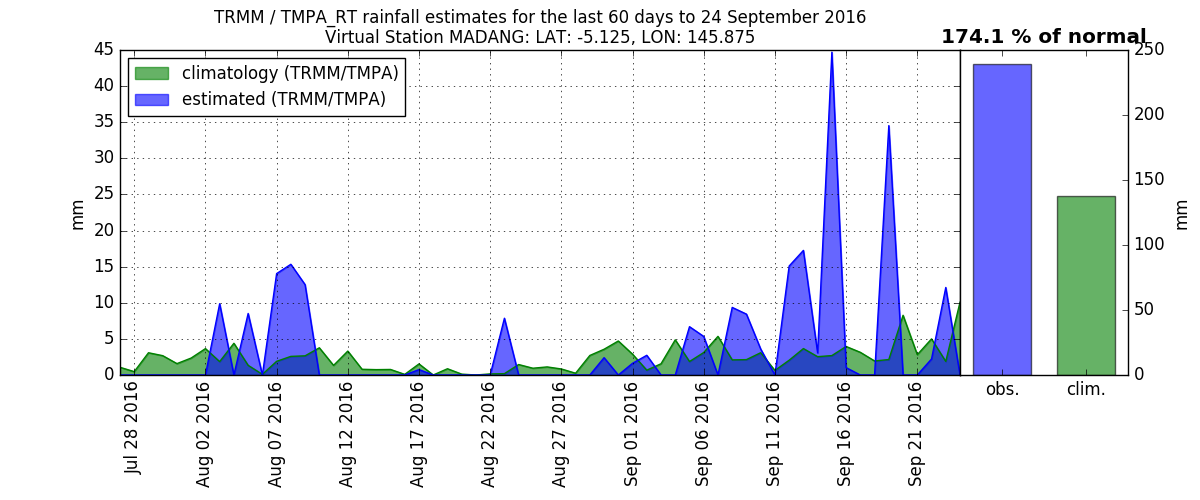 TRMM / TMPA_RT rainfall estimates for the last 60 days to 24 September 2016
Virtual Station MADANG: LAT: -5.125, LON: 145.875
174.1 % of normal
climatology (TRMM/TMPA)
estimated (TRMM/TMPA)
45
40
35
30
25
20
15
10
5
0
mm
Jul 28 2016
Aug 02 2016
Aug 07 2016
Aug 12 2016
Aug 17 2016
Aug 22 2016
Aug 27 2016
Sep 01 2016
Sep 06 2016
Sep 11 2016
Sep 16 2016
Sep 21 2016
obs.
clim.
250
200
150
100
50
0
mm